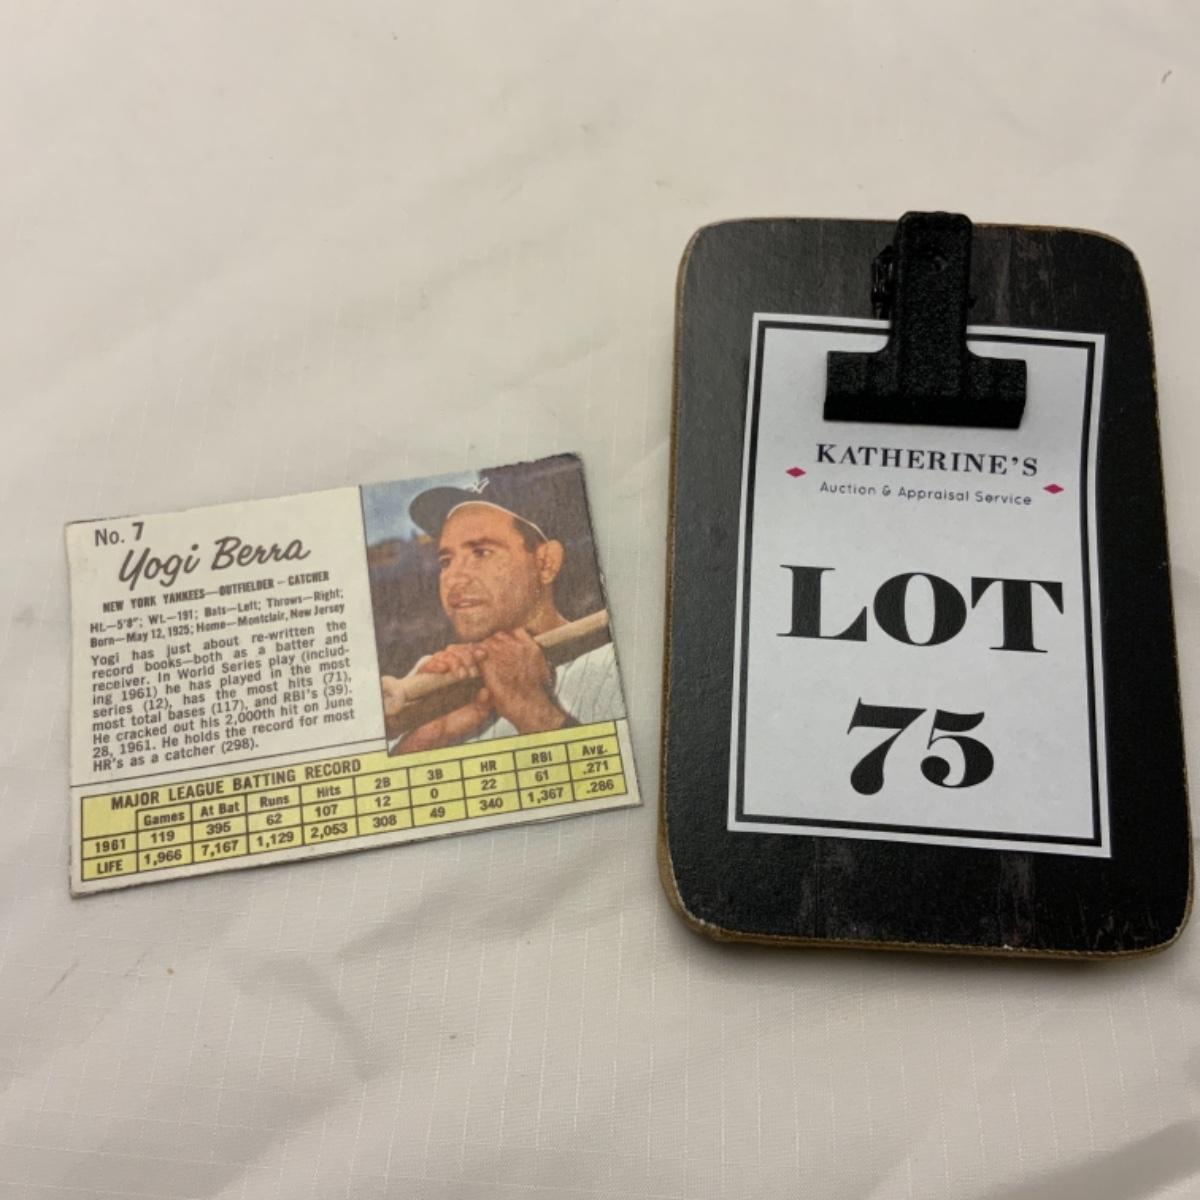 No. 7
Yogi Berra
NEW YORK YANKEES—OUTFIELDER – CATCHER
Ht.—5'8"; Wt.—191; Bats—Left; Throws—Right;
Born—May 12, 1925; Home—Montclair, New Jersey
Yogi has just about re-written the
record books—both as a batter and
receiver. In World Series play (includ-
ing 1961) he has played in the most
series (12), has the most hits (71),
most total bases (117), and RBI's (39).
He cracked out his 2,000th hit on June
28, 1961. He holds the record for most
HR's as a catcher (298).
MAJOR LEAGUE BATTING RECORD
Games At Bat Runs Hits 2B 3B HR RBI Avg.
1961 119 395 62 107 12 0 22 61 .271
LIFE 1,966 7,167 1,129 2,053 308 49 340 1,367 .286
KATHERINE'S
Auction & Appraisal Service
LOT
75